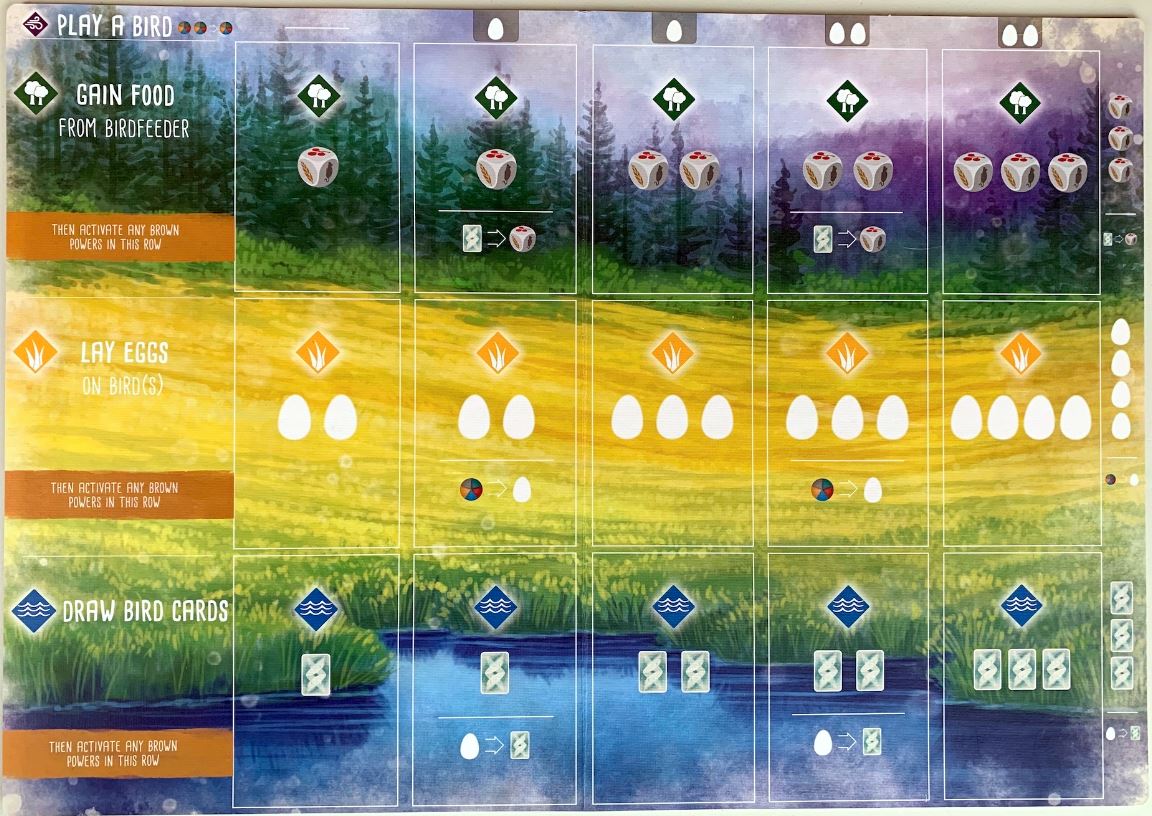 PLAY A BIRD
GAIN FOOD
FROM BIRDFEEDER
THEN ACTIVATE ANY BROWN
POWERS IN THIS ROW
LAY EGGS
ON BIRD(S)
THEN ACTIVATE ANY BROWN
POWERS IN THIS ROW
DRAW BIRD CARDS
THEN ACTIVATE ANY BROWN
POWERS IN THIS ROW